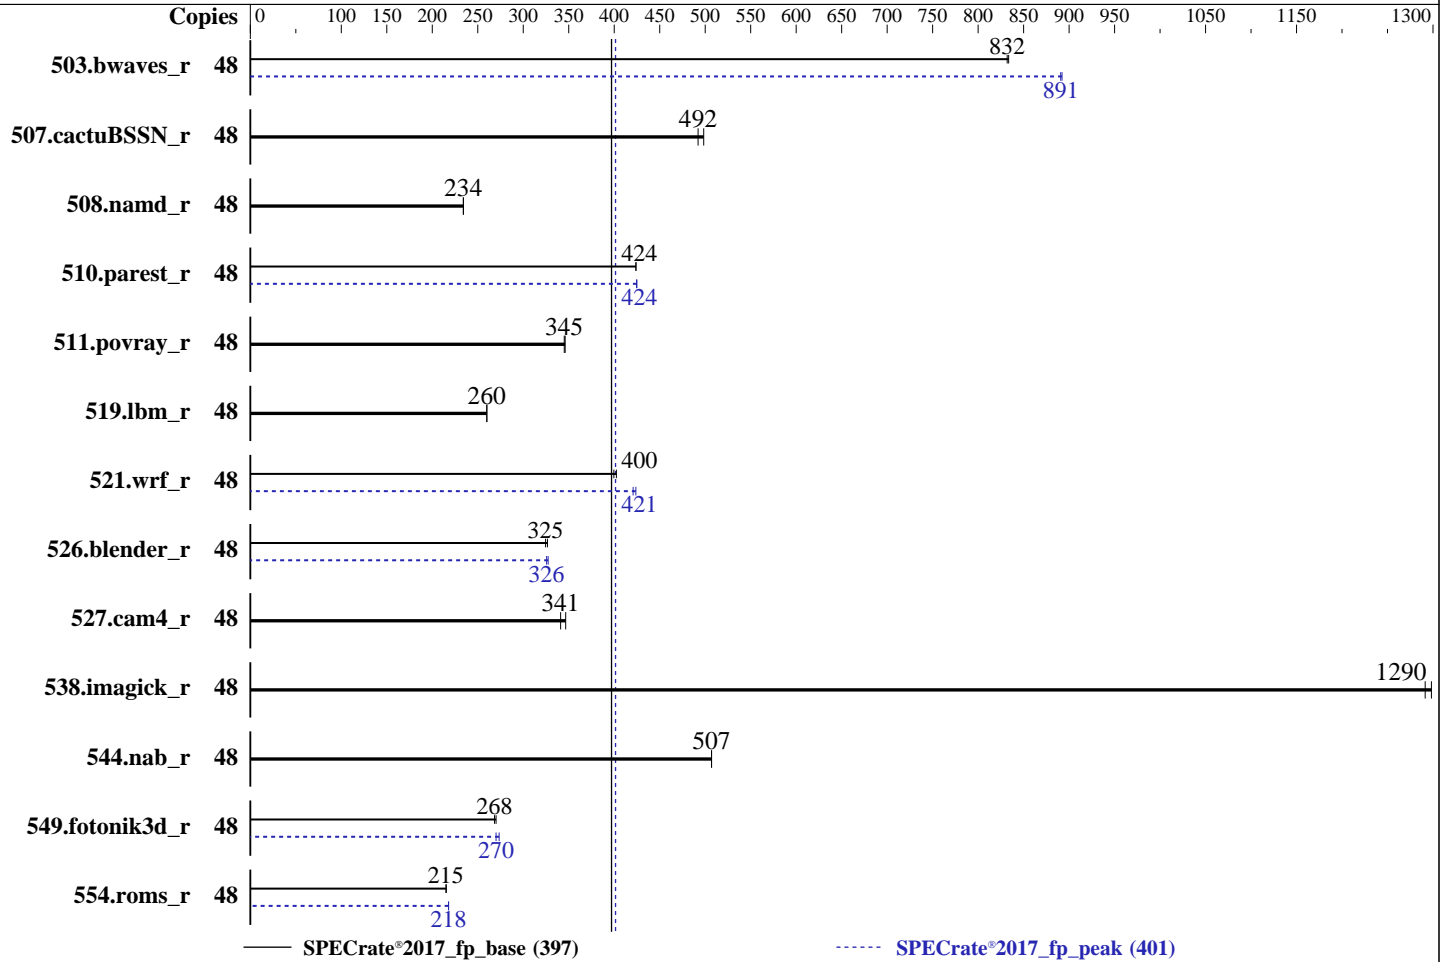 Copies 0 100 150 200 250 300 350 400 450 500 550 600 650 700 750 800 850 900 950 1050 1150 1300
503.bwaves_r 48 832
891
507.cactuBSSN_r 48 492
508.namd_r 48 234
510.parest_r 48 424
424
511.povray_r 48 345
519.lbm_r 48 260
521.wrf_r 48 400
421
526.blender_r 48 325
326
527.cam4_r 48 341
538.imagick_r 48 1290
544.nab_r 48 507
549.fotonik3d_r 48 268
270
554.roms_r 48 215
218
SPECrate®2017_fp_base (397) SPECrate®2017_fp_peak (401)